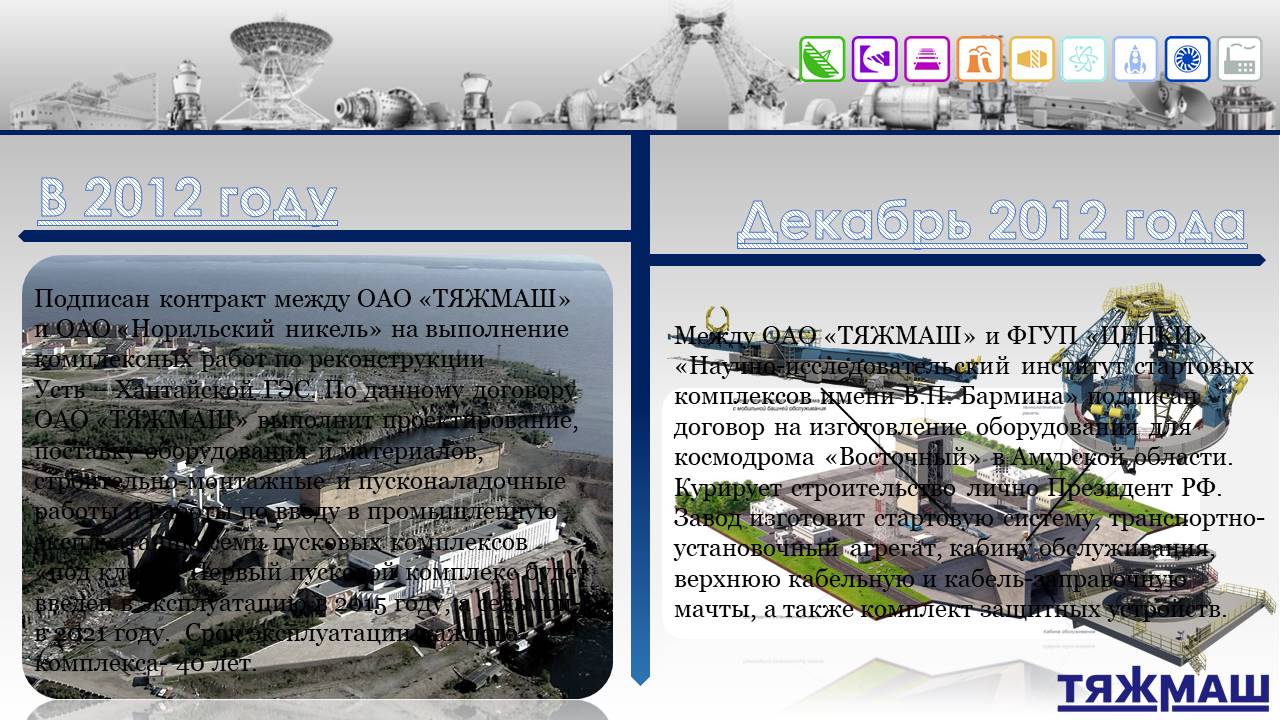 В 2012 году
Подписан контракт между ОАО «ТЯЖМАШ»
и ОАО «Норильский никель» на выполнение
комплексных работ по реконструкции
Усть – Хантайской ГЭС. По данному договору
ОАО «ТЯЖМАШ» выполнит проектирование,
поставку оборудования и материалов,
строительно-монтажные и пусконаладочные
работы и работы по вводу в промышленную
эксплуатацию семи пусковых комплексов
«под ключ». Первый пусковой комплекс будет
введен в эксплуатацию в 2015 году, а седьмой-
в 2021 году. Срок эксплуатации каждого
комплекса- 40 лет.
Декабрь 2012 года
Между ОАО «ТЯЖМАШ» и ФГУП «ЦЕНКИ»
«Научно-исследовательский институт стартовых
комплексов имени В.П. Бармина» подписан
договор на изготовление оборудования для
космодрома «Восточный» в Амурской области.
Курирует строительство лично Президент РФ.
Завод изготовит стартовую систему, транспортно-
установочный агрегат, кабину обслуживания,
верхнюю кабельную и кабель-заправочную
мачты, а также комплект защитных устройств.
с мобильной башней обслуживания
Кабина обслуживания
ТЯЖМАШ